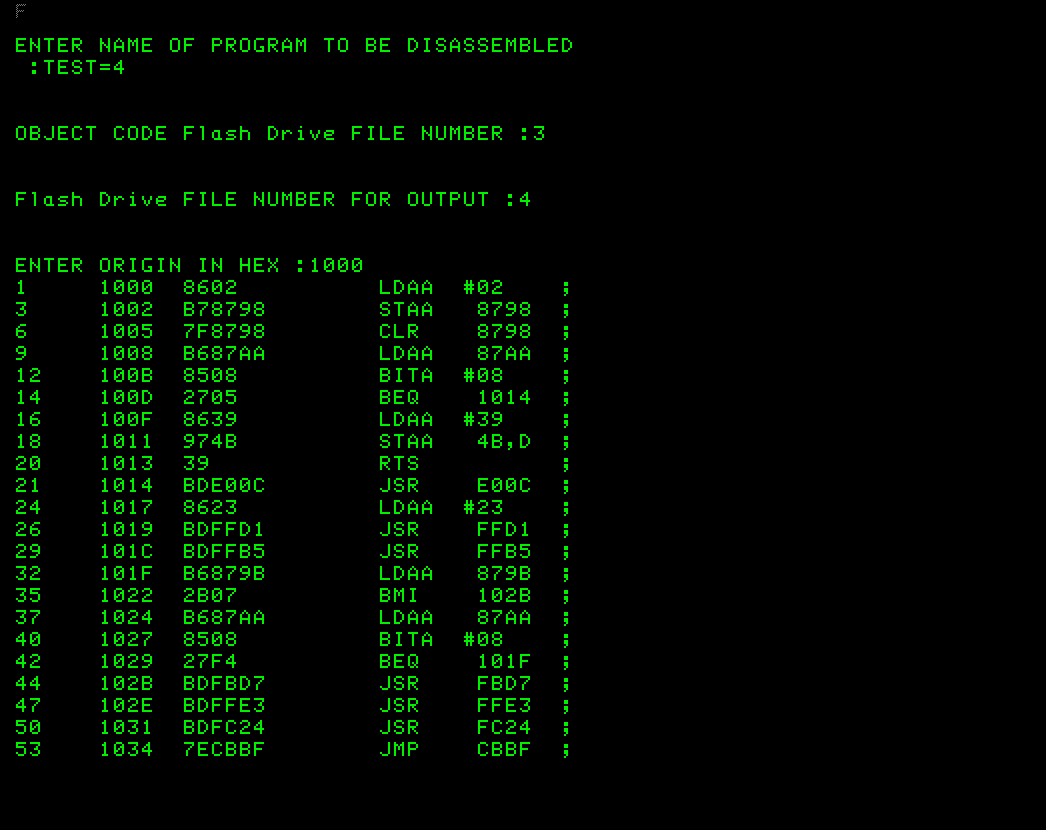 F
ENTER NAME OF PROGRAM TO BE DISASSEMBLED
:TEST=4
OBJECT CODE Flash Drive FILE NUMBER :3
Flash Drive FILE NUMBER FOR OUTPUT :4
ENTER ORIGIN IN HEX :1000
1 1000 8602 LDAA #02 ;
3 1002 B78798 STAA 8798 ;
6 1005 7F8798 CLR 8798 ;
9 1008 B687AA LDAA 87AA ;
12 100B 8508 BITA #08 ;
14 100D 2705 BEQ 1014 ;
16 100F 8639 LDAA #39 ;
18 1011 974B STAA 4B,D ;
20 1013 39 RTS ;
21 1014 BDE00C JSR E00C ;
24 1017 8623 LDAA #23 ;
26 1019 BDFFD1 JSR FFD1 ;
29 101C BDFFB5 JSR FFB5 ;
32 101F B6879B LDAA 879B ;
35 1022 2B07 BMI 102B ;
37 1024 B687AA LDAA 87AA ;
40 1027 8508 BITA #08 ;
42 1029 27F4 BEQ 101F ;
44 102B BDFBD7 JSR FBD7 ;
47 102E BDFFE3 JSR FFE3 ;
50 1031 BDFC24 JSR FC24 ;
53 1034 7ECBBF JMP CBBF ;